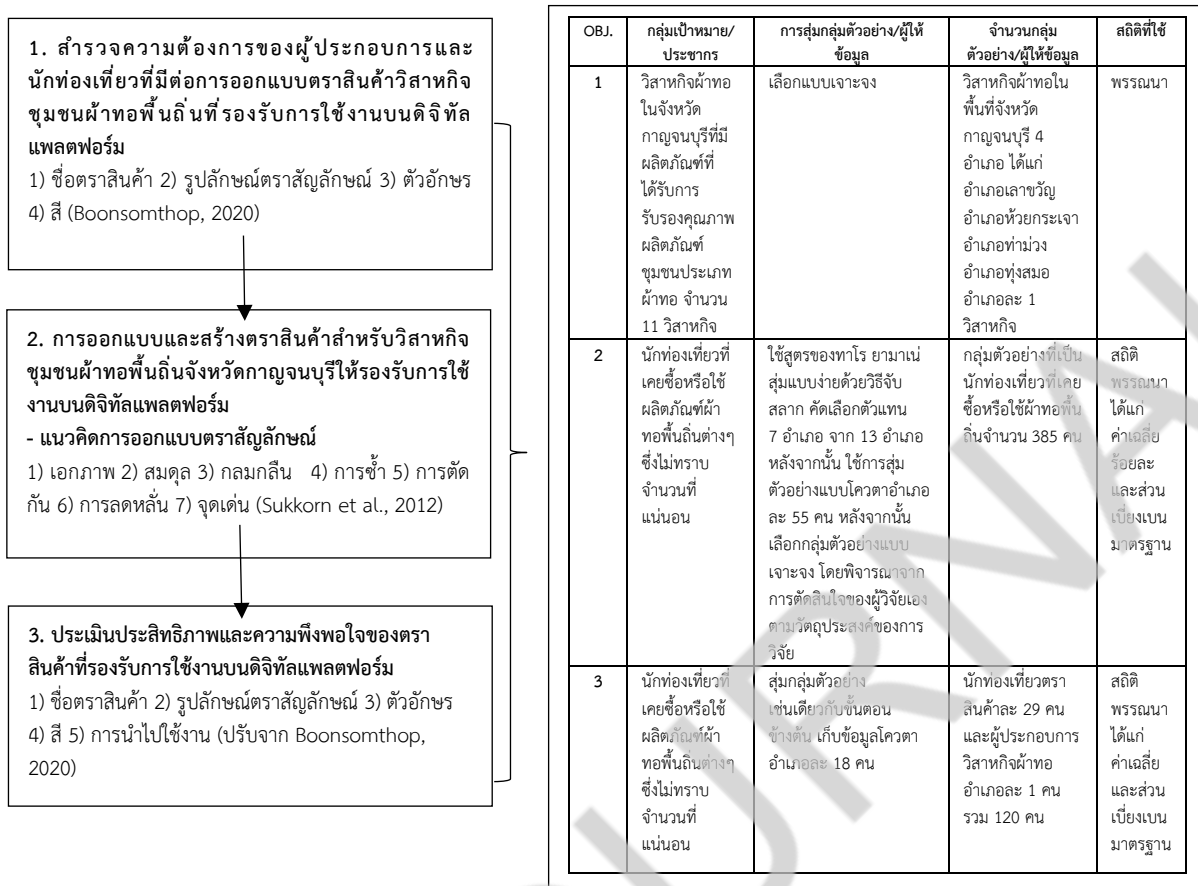 1. สำรวจความต้องการของผู้ประกอบการและ
นักท่องเที่ยวที่มีต่อการออกแบบตราสินค้าวิสาหกิจ
ชุมชนผ้าทอพื้นถิ่นที่รองรับการใช้งานบนดิจิทัล
แพลตฟอร์ม
1) ชื่อตราสินค้า 2) รูปลักษณ์ตราสัญลักษณ์ 3) ตัวอักษร
4) สี (Boonsomthop, 2020)
2. การออกแบบและสร้างตราสินค้าสำหรับวิสาหกิจ
ชุมชนผ้าทอพื้นถิ่นจังหวัดกาญจนบุรีให้รองรับการใช้
งานบนดิจิทัลแพลตฟอร์ม
- แนวคิดการออกแบบตราสัญลักษณ์
1) เอกภาพ 2) สมดุล 3) กลมกลืน 4) การซ้ำ 5) การตัด
กัน 6) การลดหลั่น 7) จุดเด่น (Sukkorn et al., 2012)
3. ประเมินประสิทธิภาพและความพึงพอใจของตรา
สินค้าที่รองรับการใช้งานบนดิจิทัลแพลตฟอร์ม
1) ชื่อตราสินค้า 2) รูปลักษณ์ตราสัญลักษณ์ 3) ตัวอักษร
4) สี 5) การนำไปใช้งาน (ปรับจาก Boonsomthop,
2020)
OBJ.
กลุ่มเป้าหมาย/
ประชากร
การสุ่มกลุ่มตัวอย่าง/ผู้ให้
ข้อมูล
จำนวนกลุ่ม
ตัวอย่าง/ผู้ให้ข้อมูล
สถิติที่ใช้
1
วิสาหกิจผ้าทอ
ในจังหวัด
กาญจนบุรีที่มี
ผลิตภัณฑ์ที่
ได้รับการ
รับรองคุณภาพ
ผลิตภัณฑ์
ชุมชนประเภท
ผ้าทอ จำนวน
11 วิสาหกิจ
เลือกแบบเจาะจง
วิสาหกิจผ้าทอใน
พื้นที่จังหวัด
กาญจนบุรี 4
อำเภอ ได้แก่
อำเภอเลาขวัญ
อำเภอห้วยกระเจา
อำเภอท่าม่วง
อำเภอทุ่งสมอ
อำเภอละ 1
วิสาหกิจ
พรรณนา
2
นักท่องเที่ยวที่
เคยซื้อหรือใช้
ผลิตภัณฑ์ผ้า
ทอพื้นถิ่นต่างๆ
ซึ่งไม่ทราบ
จำนวนที่
แน่นอน
ใช้สูตรของทาโร ยามาเน่
สุ่มแบบง่ายด้วยวิธีจับ
สลาก คัดเลือกตัวแทน
7 อำเภอ จาก 13 อำเภอ
หลังจากนั้น ใช้การสุ่ม
ตัวอย่างแบบโควตาอำเภอ
ละ 55 คน หลังจากนั้น
เลือกกลุ่มตัวอย่างแบบ
เจาะจง โดยพิจารณาจาก
การตัดสินใจของผู้วิจัยเอง
ตามวัตถุประสงค์ของการ
วิจัย
กลุ่มตัวอย่างที่เป็น
นักท่องเที่ยวที่เคย
ซื้อหรือใช้ผ้าทอพื้น
ถิ่นจำนวน 385 คน
สถิติ
พรรณนา
ได้แก่
ค่าเฉลี่ย
ร้อยละ
และส่วน
เบี่ยงเบน
มาตรฐาน
3
นักท่องเที่ยวที่
เคยซื้อหรือใช้
ผลิตภัณฑ์ผ้า
ทอพื้นถิ่นต่างๆ
ซึ่งไม่ทราบ
จำนวนที่
แน่นอน
สุ่มกลุ่มตัวอย่าง
เช่นเดียวกับขั้นตอน
ข้างต้น เก็บข้อมูลโควตา
อำเภอละ 18 คน
นักท่องเที่ยวตรา
สินค้าละ 29 คน
และผู้ประกอบการ
วิสาหกิจผ้าทอ
อำเภอละ 1 คน
รวม 120 คน
สถิติ
พรรณนา
ได้แก่
ค่าเฉลี่ย
และส่วน
เบี่ยงเบน
มาตรฐาน